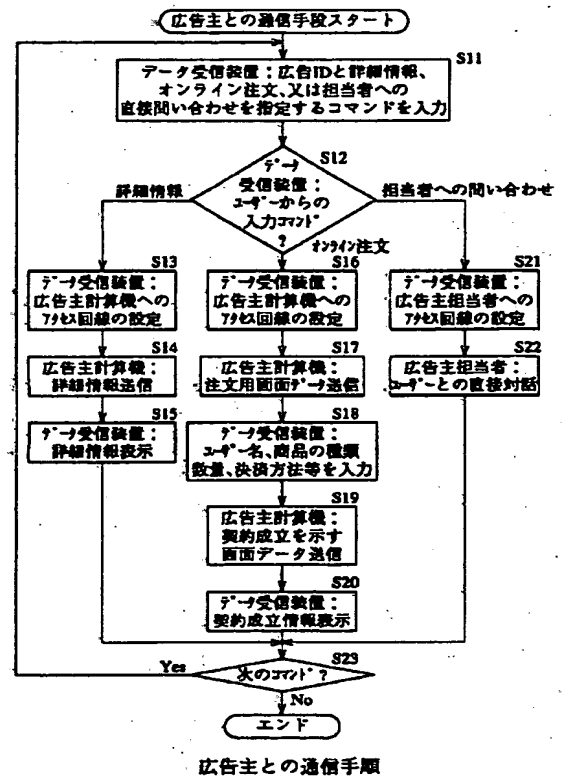 広告主との通信手段スタート
S11
データ受信装置：広告IDと詳細情報、
オンライン注文、又は担当者への
直接問い合わせを指定するコマンドを入力
S12
ﾃﾞｰﾀ
受信装置：
ﾕｰｻﾞｰからの
入力ｺﾏﾝﾄﾞ
?
詳細情報
オンライン注文
担当者への問い合わせ
S13
ﾃﾞｰﾀ受信装置：
広告主計算機への
ｱｸｾｽ回線の設定
S14
広告主計算機：
詳細情報送信
S15
ﾃﾞｰﾀ受信装置：
詳細情報表示
S16
ﾃﾞｰﾀ受信装置：
広告主計算機への
ｱｸｾｽ回線の設定
S17
広告主計算機：
注文用画面ﾃﾞｰﾀ送信
S18
ﾃﾞｰﾀ受信装置：
ﾕｰｻﾞｰ名、商品の種類
数量、決済方法等を入力
S19
広告主計算機：
契約成立を示す
画面データ送信
S20
ﾃﾞｰﾀ受信装置：
契約成立情報表示
S21
ﾃﾞｰﾀ受信装置：
広告主担当者への
ｱｸｾｽ回線の設定
S22
広告主担当者：
ﾕｰｻﾞｰとの直接対話
S23
次のｺﾏﾝﾄﾞ？
Yes
No
エンド
広告主との通信手順